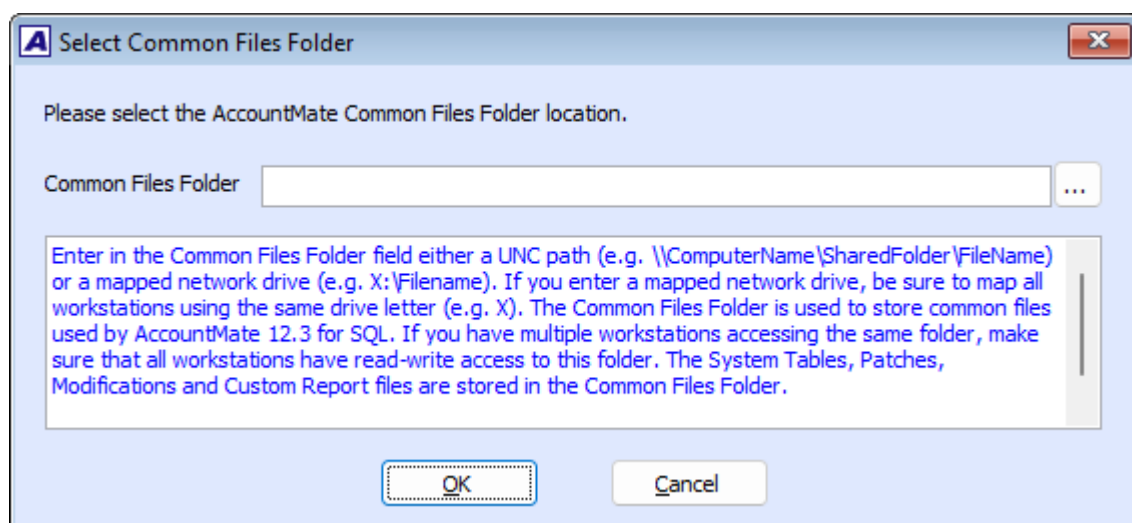 A Select Common Files Folder
Please select the AccountMate Common Files Folder location.
Common Files Folder
...
Enter in the Common Files Folder field either a UNC path (e.g. \\ComputerName\SharedFolder\FileName)
or a mapped network drive (e.g. X:\Filename). If you enter a mapped network drive, be sure to map all
workstations using the same drive letter (e.g. X). The Common Files Folder is used to store common files
used by AccountMate 12.3 for SQL. If you have multiple workstations accessing the same folder, make
sure that all workstations have read-write access to this folder. The System Tables, Patches,
Modifications and Custom Report files are stored in the Common Files Folder.
OK Cancel